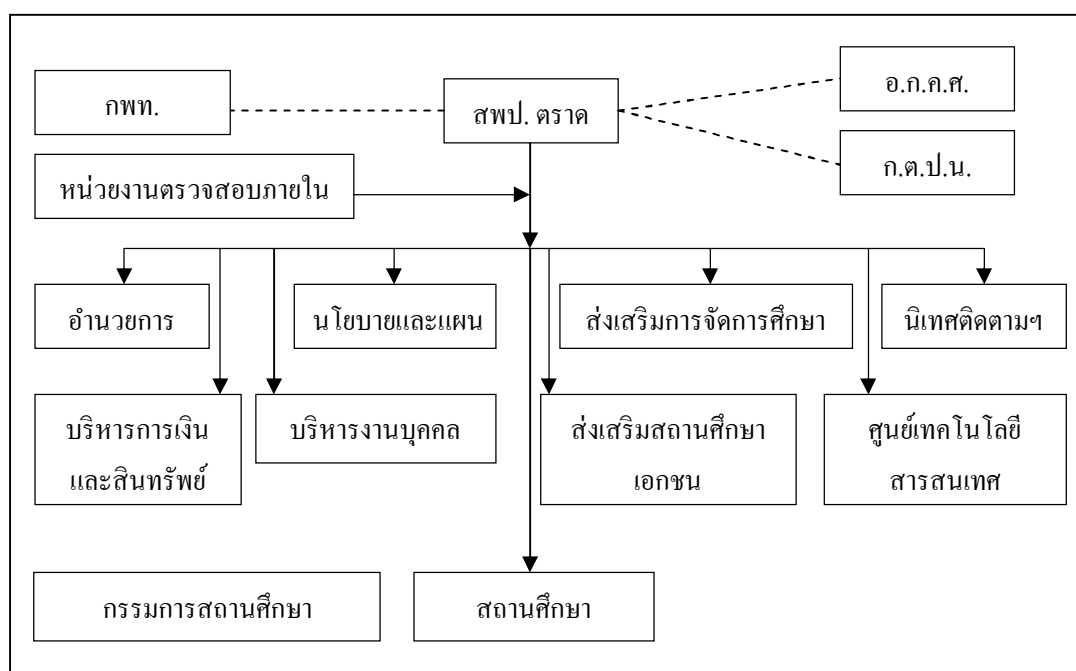 กพท.
สพป. ตราด
อ.ก.ค.ศ.
ก.ต.ป.น.
หน่วยงานตรวจสอบภายใน
อำนวยการ
นโยบายและแผน
ส่งเสริมการจัดการศึกษา
นิเทศติดตามฯ
บริหารการเงิน
และสินทรัพย์
บริหารงานบุคคล
ส่งเสริมสถานศึกษา
เอกชน
ศูนย์เทคโนโลยี
สารสนเทศ
กรรมการสถานศึกษา
สถานศึกษา